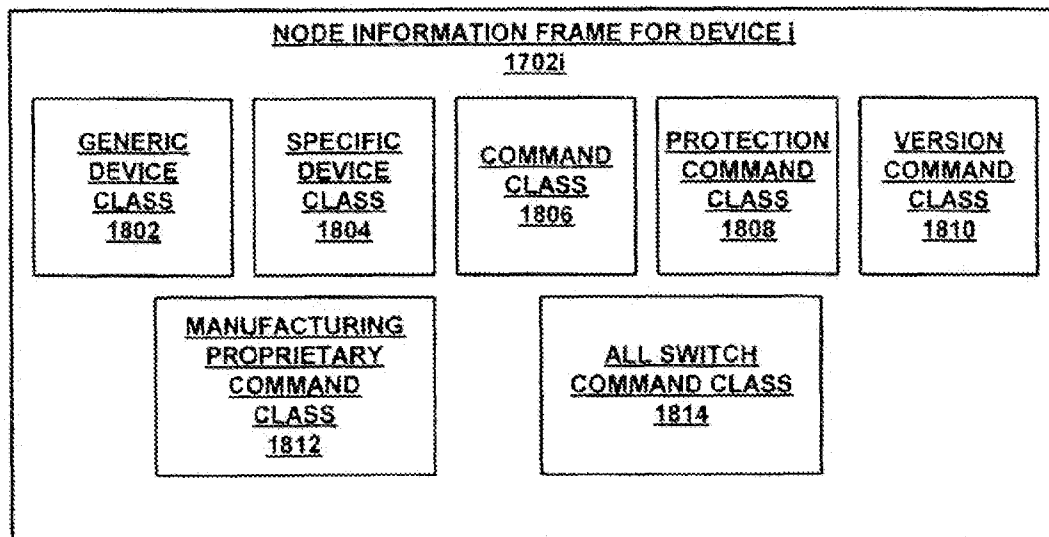 NODE INFORMATION FRAME FOR DEVICE i
1702i
GENERIC
DEVICE
CLASS
1802
SPECIFIC
DEVICE
CLASS
1804
COMMAND
CLASS
1806
PROTECTION
COMMAND
CLASS
1808
VERSION
COMMAND
CLASS
1810
MANUFACTURING
PROPRIETARY
COMMAND
CLASS
1812
ALL SWITCH
COMMAND CLASS
1814